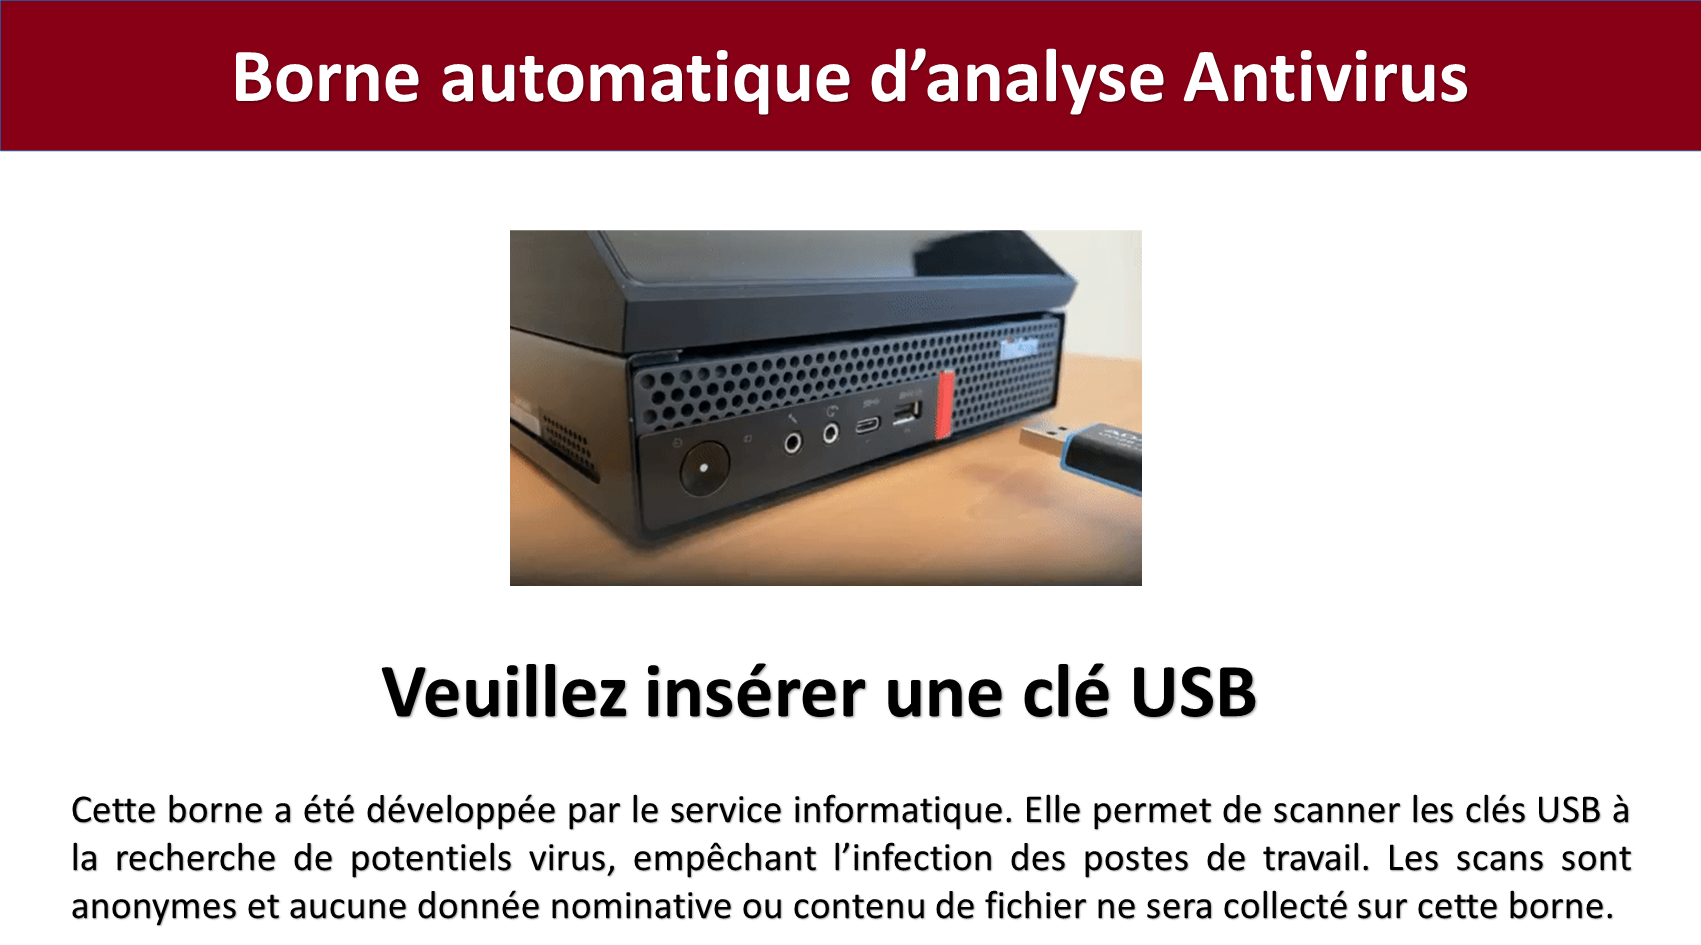 Borne automatique d’analyse Antivirus
Veuillez insérer une clé USB
Cette borne a été développée par le service informatique. Elle permet de scanner les clés USB à
la recherche de potentiels virus, empêchant l’infection des postes de travail. Les scans sont
anonymes et aucune donnée nominative ou contenu de fichier ne sera collecté sur cette borne.